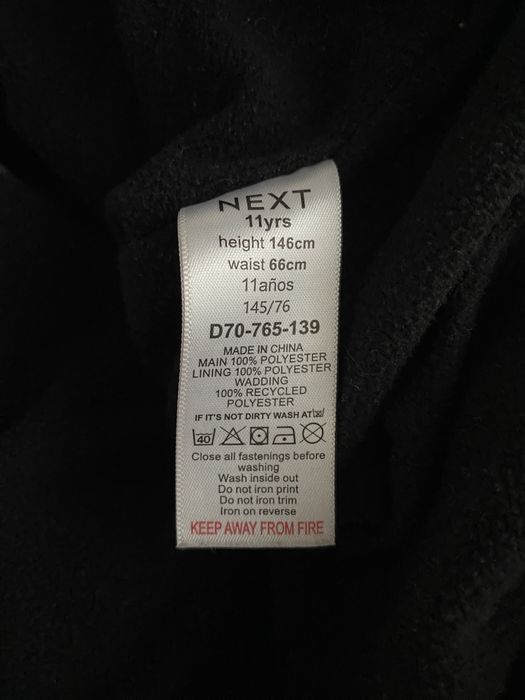 NEXT
11yrs
height 146cm
waist 66cm
11años
145/76
D70-765-139
MADE IN CHINA
MAIN 100% POLYESTER
LINING 100% POLYESTER
WADDING
100% RECYCLED
POLYESTER
IF IT'S NOT DIRTY WASH AT 30
40
Close all fastenings before
washing
Wash inside out
Do not iron print
Do not iron trim
Iron on reverse
KEEP AWAY FROM FIRE